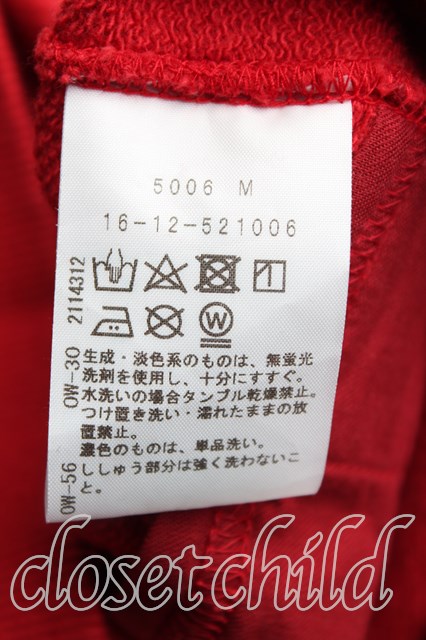 5006 M
16-12-521006
W
2114312
0W-30
0W-56
生成・淡色系のものは、無蛍光
洗剤を使用し、十分にすすぐ。
水洗いの場合タンブル乾燥禁止。
つけ置き洗い・濡れたままの放
置禁止。
濃色のものは、単品洗い。
ししゅう部分は強く洗わないこ
と。
closet child